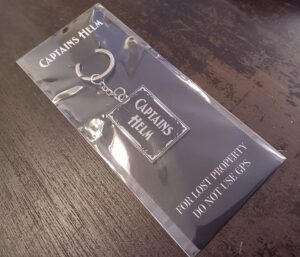 CAPTAINS HELM
CAPTAINS
HELM
FOR LOST PROPERTY
DO NOT USE GPS